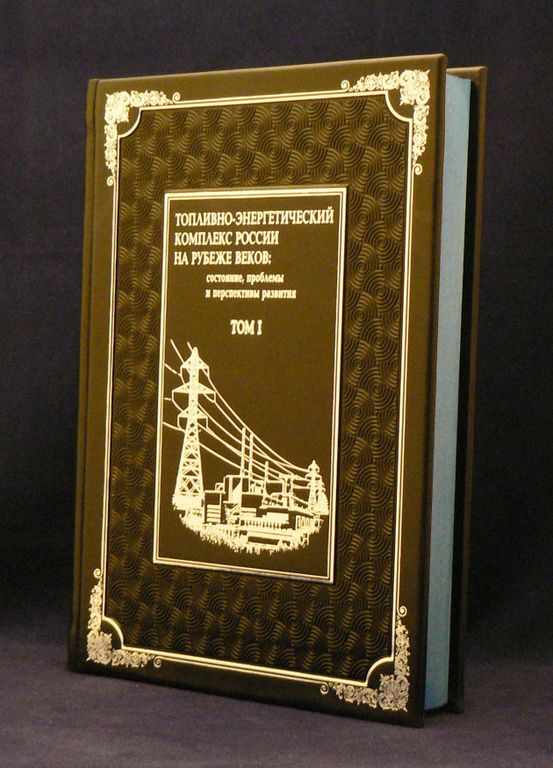 ТОПЛИВНО-ЭНЕРГЕТИЧЕСКИЙ
КОМПЛЕКС РОССИИ
НА РУБЕЖЕ ВЕКОВ:
состояние, проблемы
и перспективы развития
ТОМ I